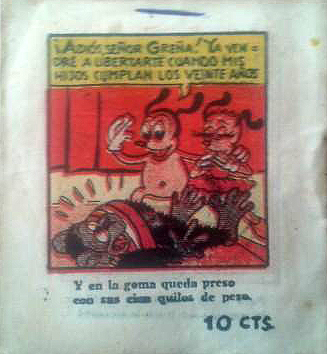 ¡ADIÓS, SEÑOR GREÑA! YA VEN=
DRÉ A LIBERTARTE CUANDO MIS
HIJOS CUMPLAN LOS VEINTE AÑOS
Y en la goma queda preso
con sus cien quilos de peso.
10 CTS.